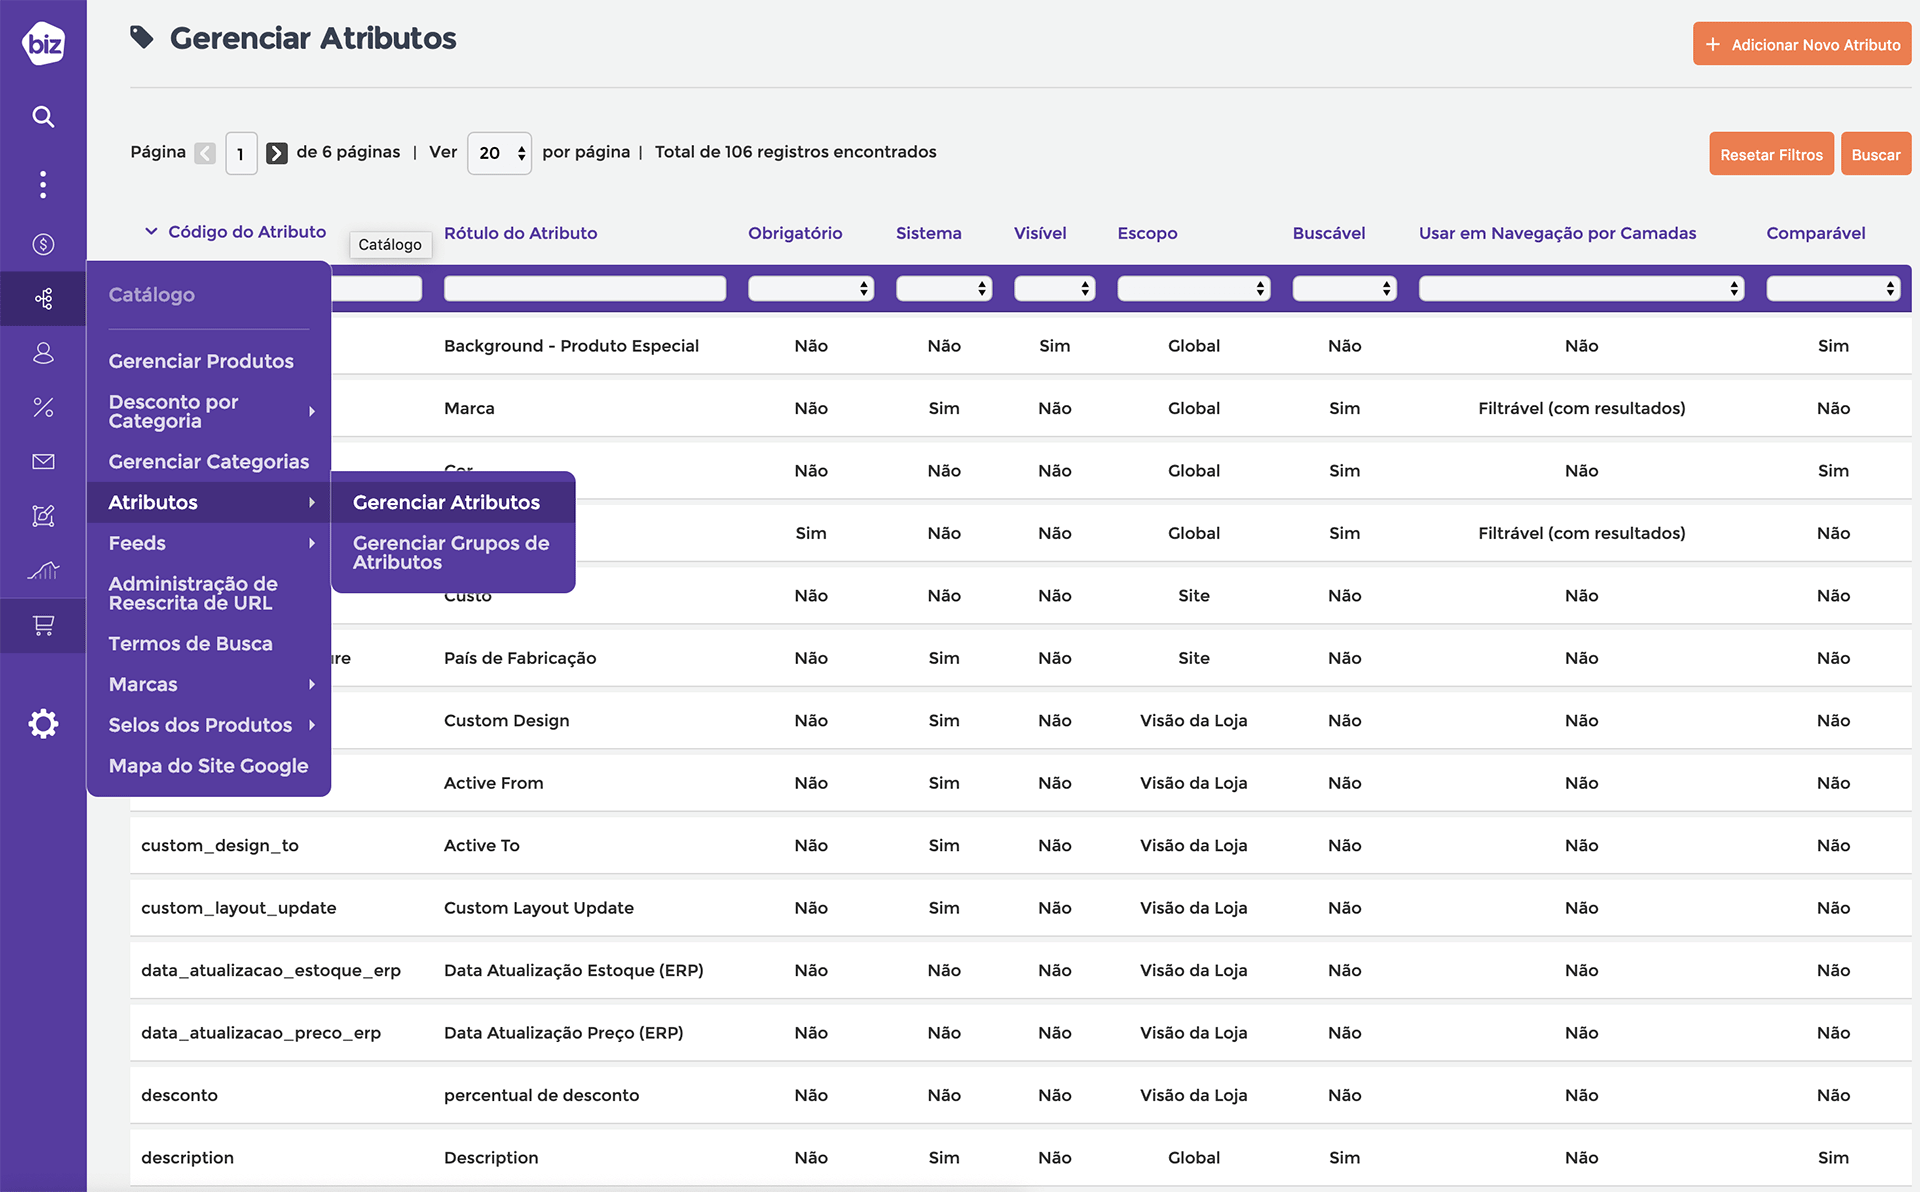 biz
Gerenciar Atributos
+ Adicionar Novo Atributo
Página 1 de 6 páginas | Ver 20 por página | Total de 106 registros encontrados
Resetar Filtros Buscar
Código do Atributo Rótulo do Atributo Obrigatório Sistema Visível Escopo Buscável Usar em Navegação por Camadas Comparável
Catálogo
Catálogo
Gerenciar Produtos
Desconto por
Categoria
Gerenciar Categorias
Atributos
Feeds
Administração de
Reescrita de URL
Termos de Busca
Marcas
Selos dos Produtos
Mapa do Site Google
Gerenciar Atributos
Gerenciar Grupos de
Atributos
Background - Produto Especial Não Não Sim Global Não Não Sim
Marca Não Sim Não Global Sim Filtrável (com resultados) Não
Cor Não Não Não Global Sim Não Sim
Sim Não Não Global Sim Filtrável (com resultados) Não
Custo Não Não Não Site Não Não Não
re País de Fabricação Não Sim Não Site Não Não Não
Custom Design Não Sim Não Visão da Loja Não Não Não
Active From Não Sim Não Visão da Loja Não Não Não
custom_design_to Active To Não Sim Não Visão da Loja Não Não Não
custom_layout_update Custom Layout Update Não Sim Não Visão da Loja Não Não Não
data_atualizacao_estoque_erp Data Atualização Estoque (ERP) Não Não Não Visão da Loja Não Não Não
data_atualizacao_preco_erp Data Atualização Preço (ERP) Não Não Não Visão da Loja Não Não Não
desconto percentual de desconto Não Não Não Visão da Loja Não Não Não
description Description Não Sim Não Global Sim Não Sim